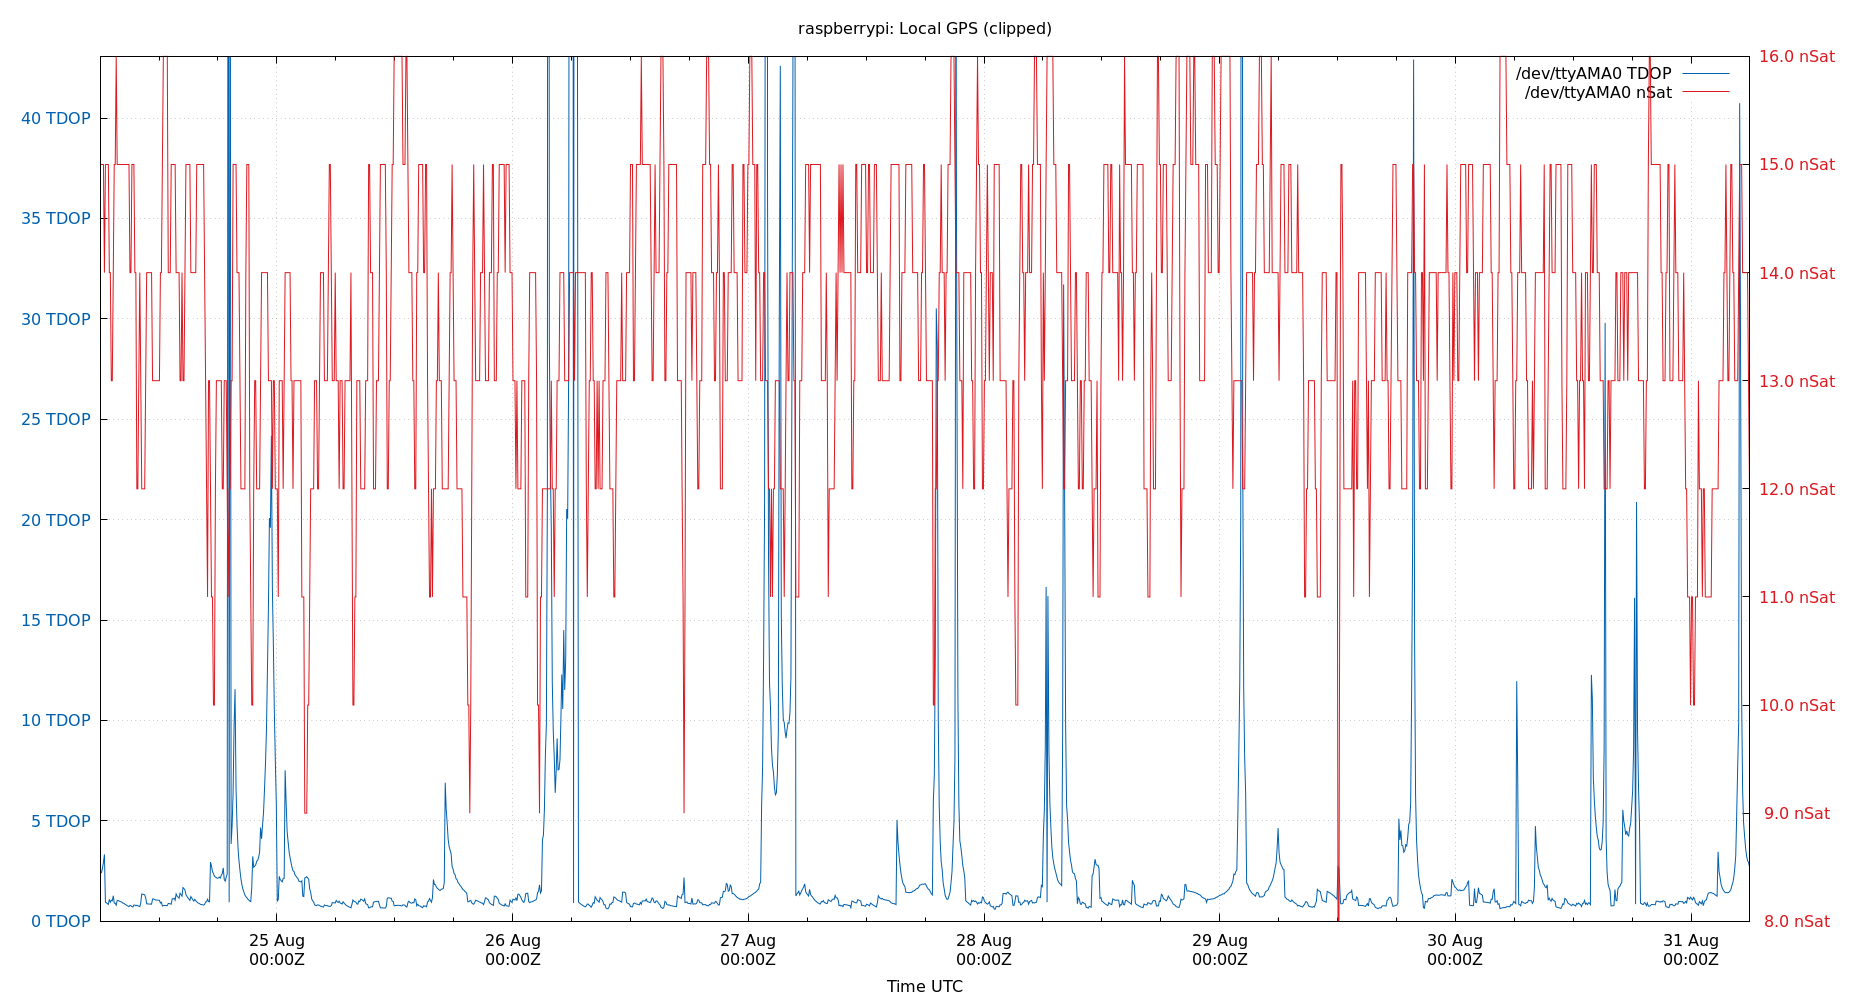 raspberrypi: Local GPS (clipped)
/dev/ttyAMA0 TDOP
/dev/ttyAMA0 nSat
40 TDOP
35 TDOP
30 TDOP
25 TDOP
20 TDOP
15 TDOP
10 TDOP
5 TDOP
0 TDOP
16.0 nSat
15.0 nSat
14.0 nSat
13.0 nSat
12.0 nSat
11.0 nSat
10.0 nSat
9.0 nSat
8.0 nSat
25 Aug
00:00Z
26 Aug
00:00Z
27 Aug
00:00Z
28 Aug
00:00Z
29 Aug
00:00Z
30 Aug
00:00Z
31 Aug
00:00Z
Time UTC